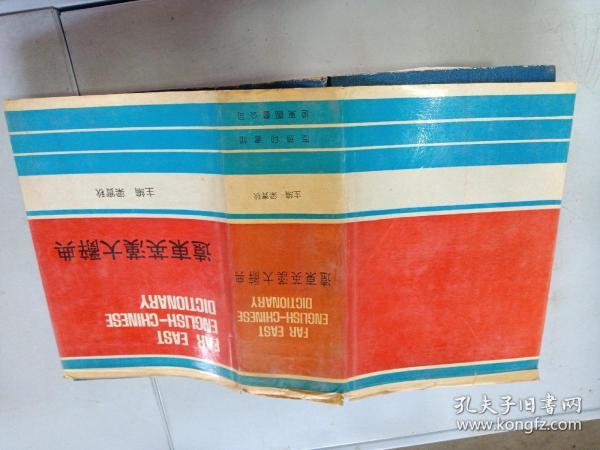 FAR EAST
ENGLISH-CHINESE
DICTIONARY
遠東英漢大辭典
主編 梁實秋
FAR EAST
ENGLISH-CHINESE
DICTIONARY
遠東英漢大辭典
主編 梁實秋
遠東圖書公司
孔夫子旧书网
www.kongfz.com